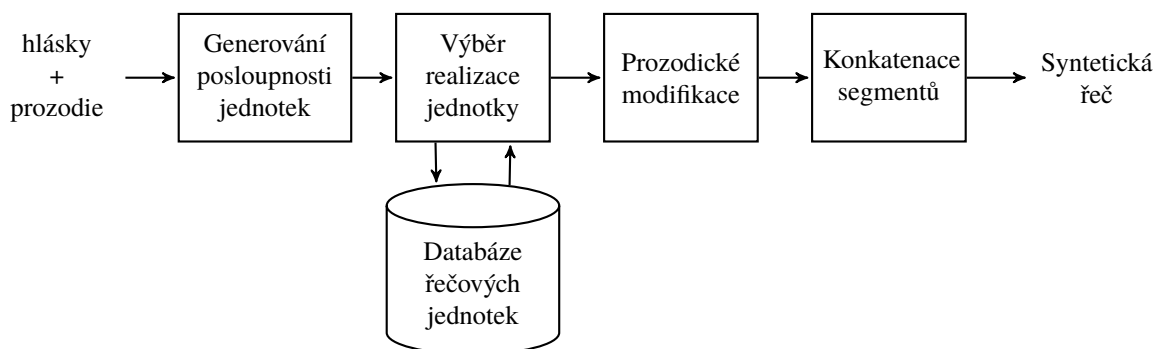 hlásky
+
prozodie
Generování
posloupnosti
jednotek
Výběr
realizace
jednotky
Prozodické
modifikace
Konkatenace
segmentů
Syntetická
řeč
Databáze
řečových
jednotek